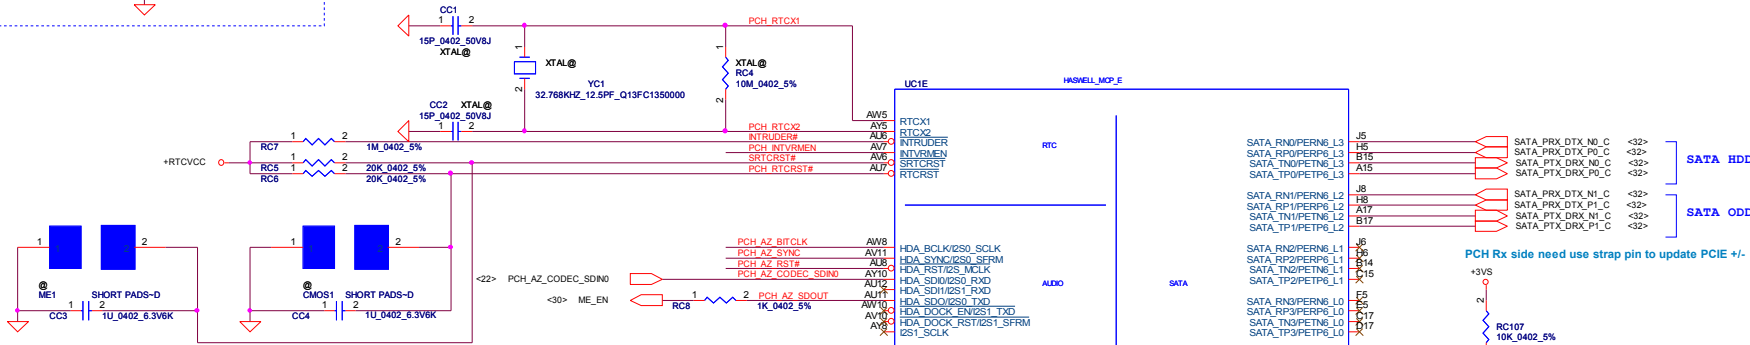 CC1
1 2
PCH_RTCX1
15P_0402_50V8J
XTAL@
1
XTAL@
YC1
32.768KHZ_12.5PF_Q13FC1350000
2
1
XTAL@
RC4
10M_0402_5%
2
CC2 XTAL@
15P_0402_50V8J
1 2
PCH_RTCX2
INTRUDER#
PCH_INTVRMEN
SRTCRST#
PCH_RTCRST#
RC7 1 2 1M_0402_5%
+RTCVCC
RC5 1 2 20K_0402_5%
RC6 1 2 20K_0402_5%
1 2
@
ME1 SHORT PADS~D
CC3 1 2
1U_0402_6.3V6K
1 2
@
CMOS1 SHORT PADS~D
CC4 1 2
1U_0402_6.3V6K
PCH_AZ_BITCLK
PCH_AZ_SYNC
PCH_AZ_RST#
PCH_AZ_CODEC_SDIN0
<22> PCH_AZ_CODEC_SDIN0
<30> ME_EN
RC8 1 2 1K_0402_5%
PCH_AZ_SDOUT
UC1E
HASWELL_MCP_E
AW5 RTCX1
AY5 RTCX2
AU6 INTRUDER
AV7 INTVRMEN
AV6 SRTCRST
AU7 RTCRST
RTC
AW8 HDA_BCLK/I2S0_SCLK
AV11 HDA_SYNC/I2S0_SFRM
AU8 HDA_RST/I2S_MCLK
AY10 HDA_SDI0/I2S0_RXD
AU12 HDA_SDI1/I2S1_RXD
AU11 HDA_SDO/I2S0_TXD
AW10 HDA_DOCK_EN/I2S1_TXD
AV10 HDA_DOCK_RST/I2S1_SFRM
AY8 I2S1_SCLK
AUDIO
SATA
SATA_RN0/PERN6_L3 J5
SATA_RP0/PERP6_L3 H5
SATA_TN0/PETN6_L3 B15
SATA_TP0/PETP6_L3 A15
SATA_RN1/PERN6_L2 J8
SATA_RP1/PERP6_L2 H8
SATA_TN1/PETN6_L2 A17
SATA_TP1/PETP6_L2 B17
SATA_RN2/PERN6_L1 J6
SATA_RP2/PERP6_L1 H6
SATA_TN2/PETN6_L1 B14
SATA_TP2/PETP6_L1 C15
SATA_RN3/PERN6_L0 F5
SATA_RP3/PERP6_L0 E5
SATA_TN3/PETN6_L0 C17
SATA_TP3/PETP6_L0 D17
SATA_PRX_DTX_N0_C <32>
SATA_PRX_DTX_P0_C <32>
SATA_PTX_DRX_N0_C <32>
SATA_PTX_DRX_P0_C <32>
SATA HDD
SATA_PRX_DTX_N1_C <32>
SATA_PRX_DTX_P1_C <32>
SATA_PTX_DRX_N1_C <32>
SATA_PTX_DRX_P1_C <32>
SATA ODD
PCH Rx side need use strap pin to update PCIE +/-
+3VS
2
RC107
10K_0402_5%